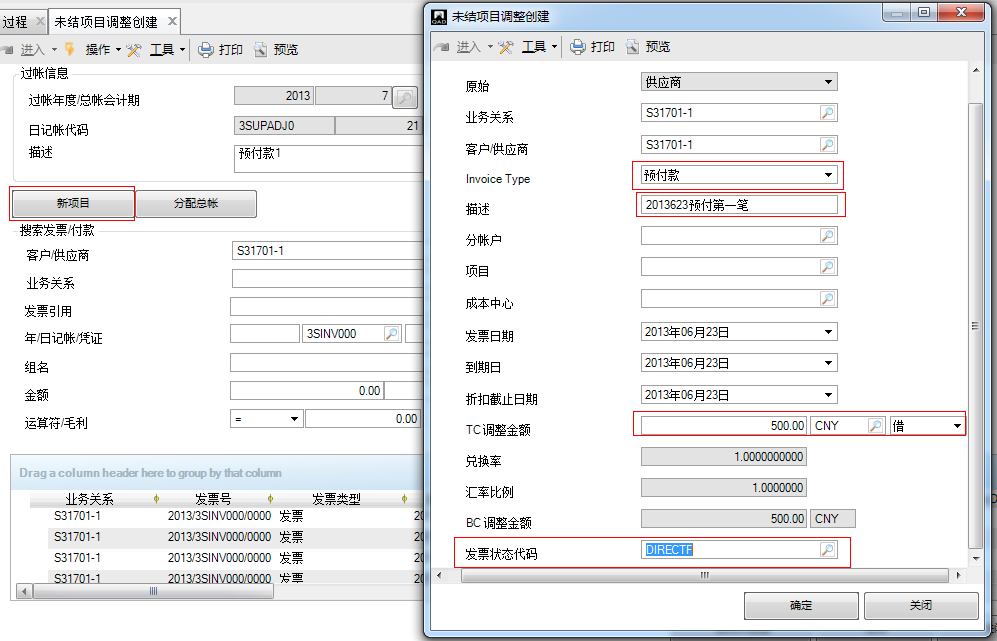 过程
未结项目调整创建
进入 操作 工具 打印 预览
过帐信息
过帐年度/总帐会计期 2013 7
日记帐代码 3SUPADJ0 21
描述 预付款1
新项目 分配总帐
搜索发票/付款
客户/供应商 S31701-1
业务关系
发票引用
年/日记帐/凭证 3SINV000
组名
金额 0.00
运算符/毛利 = 0.00
Drag a column header here to group by that column
业务关系 发票号 发票类型
S31701-1 2013/3SINV000/0000 发票 20
S31701-1 2013/3SINV000/0000 发票 20
S31701-1 2013/3SINV000/0000 发票 20
S31701-1 2013/3SINV000/0000 发票 20
QAD 未结项目调整创建
进入 工具 打印 预览
原始 供应商
业务关系 S31701-1
客户/供应商 S31701-1
Invoice Type 预付款
描述 2013623预付第一笔
分帐户
项目
成本中心
发票日期 2013年06月23日
到期日 2013年06月23日
折扣截止日期 2013年06月23日
TC调整金额 500.00 CNY 借
兑换率 1.0000000000
汇率比例 1.0000000
BC调整金额 500.00 CNY
发票状态代码 DIRECTF
确定 关闭